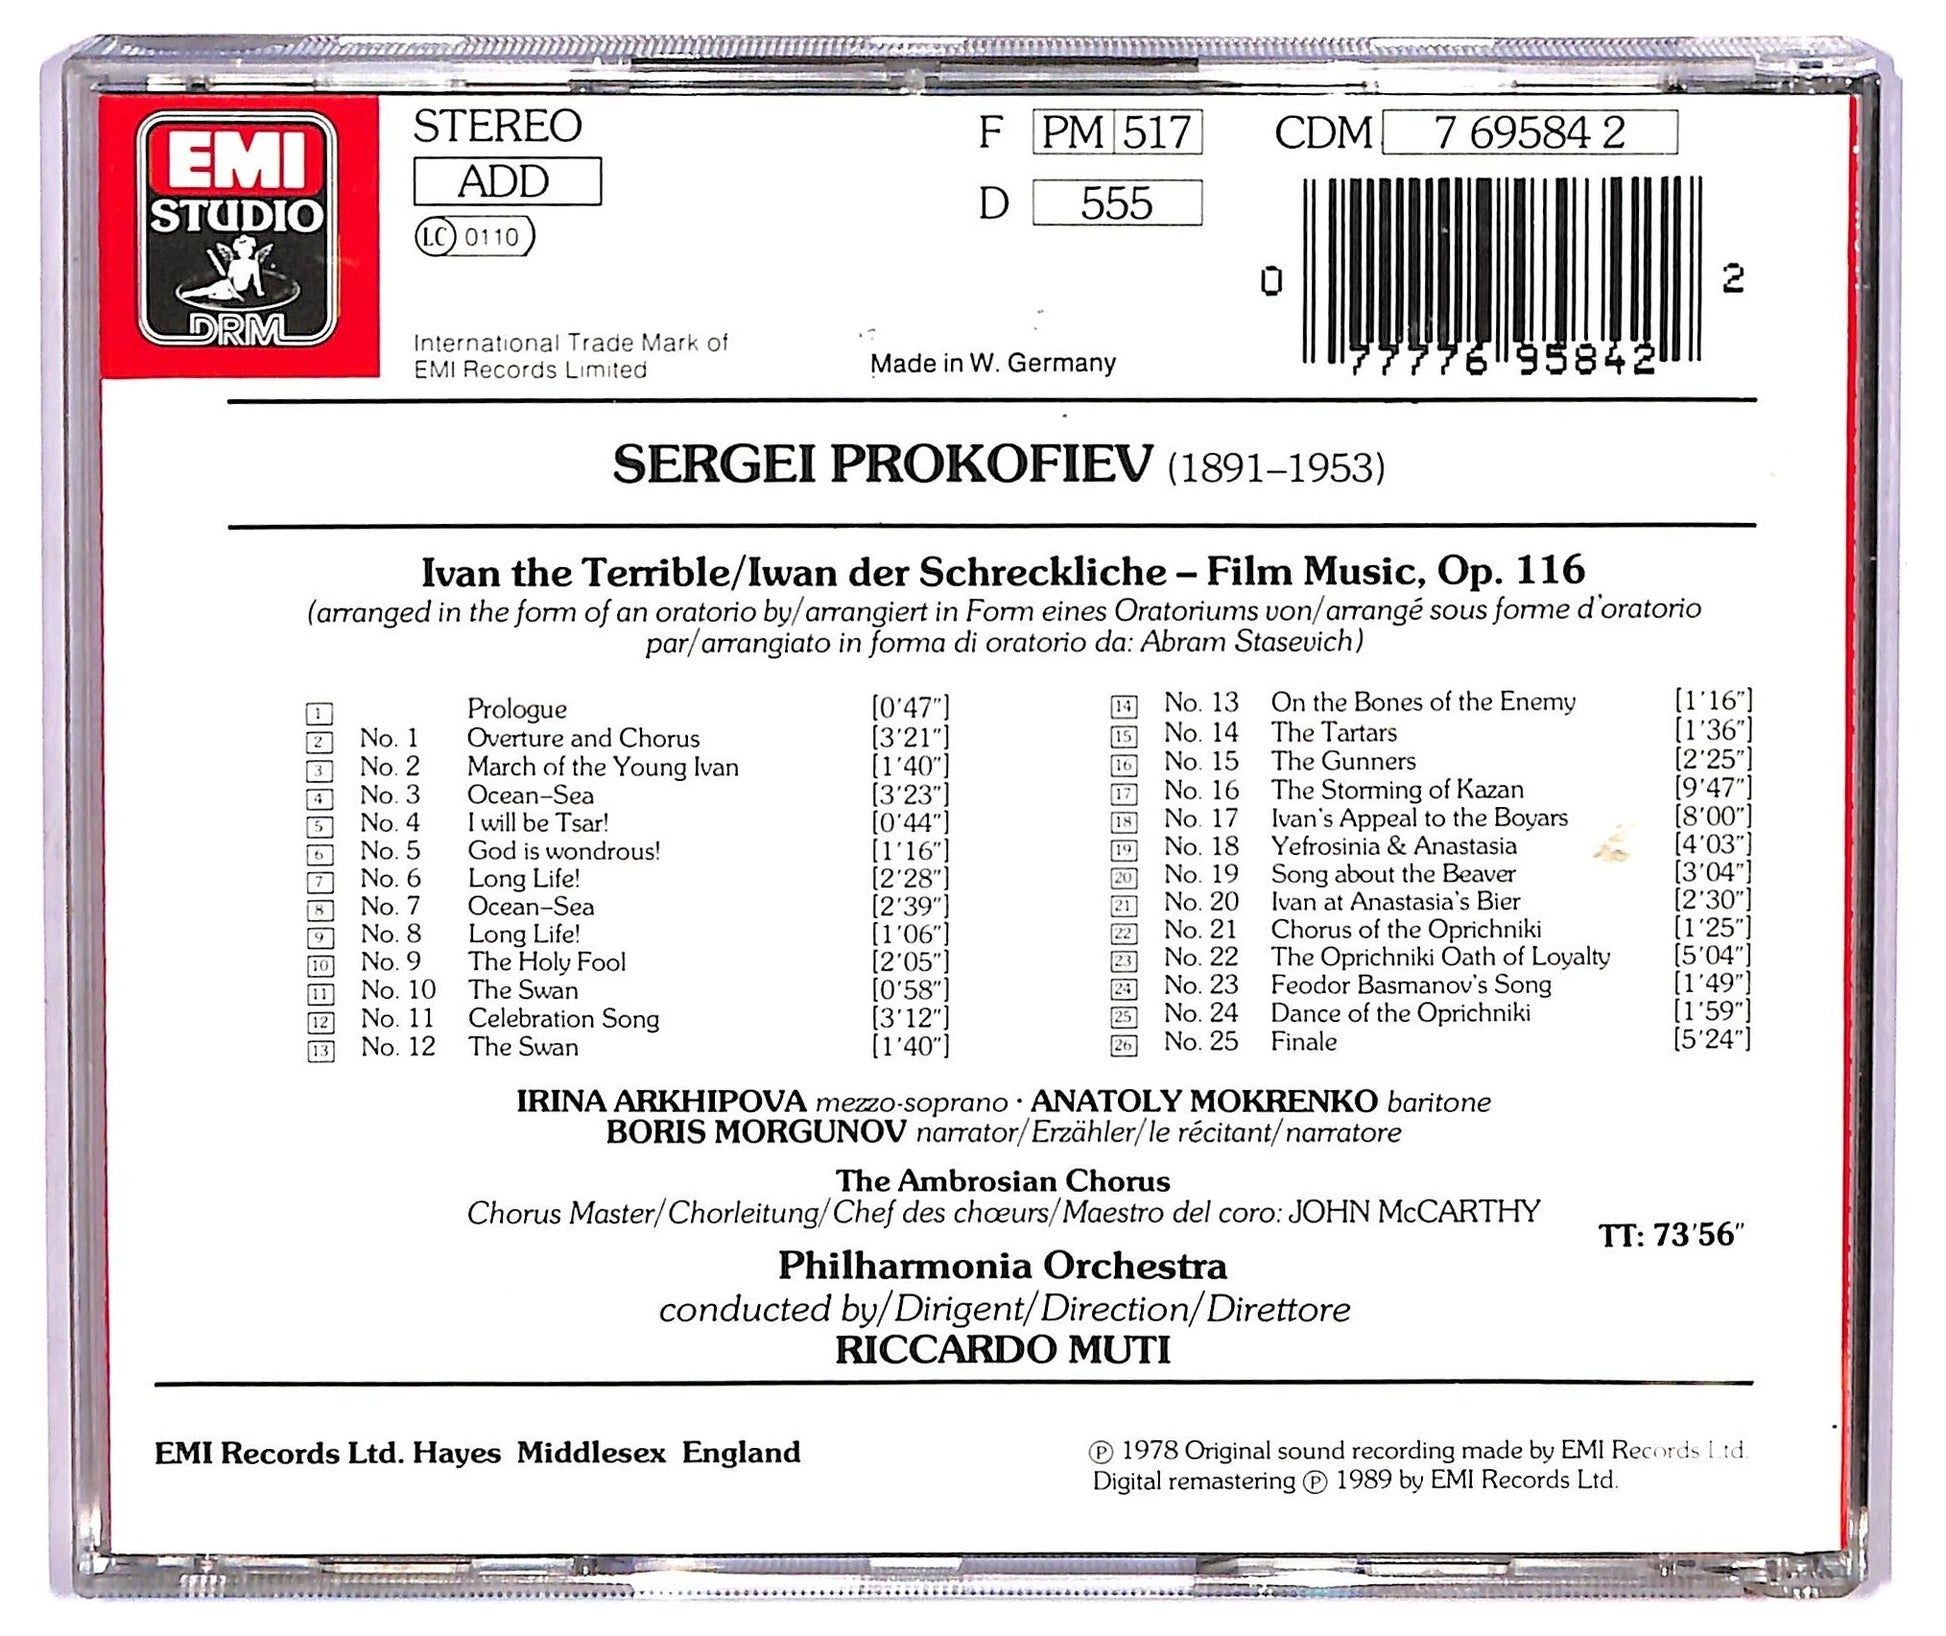 EMI
STUDIO
DRM
STEREO
ADD
LC 0110
International Trade Mark of
EMI Records Limited
F PM 517
D 555
CDM 7 69584 2
0 77776 95842 2
Made in W. Germany
SERGEI PROKOFIEV (1891–1953)
Ivan the Terrible/Iwan der Schreckliche – Film Music, Op. 116
(arranged in the form of an oratorio by/arrangiert in Form eines Oratoriums von/arrangé sous forme d'oratorio
par/arrangiato in forma di oratorio da: Abram Stasevich)
1 Prologue [0'47"]
2 No. 1 Overture and Chorus [3'21"]
3 No. 2 March of the Young Ivan [1'40"]
4 No. 3 Ocean–Sea [3'23"]
5 No. 4 I will be Tsar! [0'44"]
6 No. 5 God is wondrous! [1'16"]
7 No. 6 Long Life! [2'28"]
8 No. 7 Ocean–Sea [2'39"]
9 No. 8 Long Life! [1'06"]
10 No. 9 The Holy Fool [2'05"]
11 No. 10 The Swan [0'58"]
12 No. 11 Celebration Song [3'12"]
13 No. 12 The Swan [1'40"]
14 No. 13 On the Bones of the Enemy [1'16"]
15 No. 14 The Tartars [1'36"]
16 No. 15 The Gunners [2'25"]
17 No. 16 The Storming of Kazan [9'47"]
18 No. 17 Ivan's Appeal to the Boyars [8'00"]
19 No. 18 Yefrosinia & Anastasia [4'03"]
20 No. 19 Song about the Beaver [3'04"]
21 No. 20 Ivan at Anastasia's Bier [2'30"]
22 No. 21 Chorus of the Oprichniki [1'25"]
23 No. 22 The Oprichniki Oath of Loyalty [5'04"]
24 No. 23 Feodor Basmanov's Song [1'49"]
25 No. 24 Dance of the Oprichniki [1'59"]
26 No. 25 Finale [5'24"]
IRINA ARKHIPOVA mezzo-soprano · ANATOLY MOKRENKO baritone
BORIS MORGUNOV narrator/Erzähler/le récitant/narratore
The Ambrosian Chorus
Chorus Master/Chorleitung/Chef des chœurs/Maestro del coro: JOHN McCARTHY
TT: 73'56"
Philharmonia Orchestra
conducted by/Dirigent/Direction/Direttore
RICCARDO MUTI
EMI Records Ltd. Hayes Middlesex England
℗ 1978 Original sound recording made by EMI Records Ltd.
Digital remastering ℗ 1989 by EMI Records Ltd.